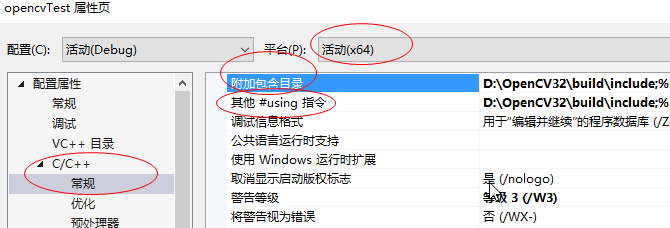 opencvTest 属性页
配置(C): 活动(Debug) 平台(P): 活动(x64)
配置属性
常规
调试
VC++ 目录
C/C++
常规
优化
预处理器
附加包含目录 D:\OpenCV32\build\include;%
其他 #using 指令 D:\OpenCV32\build\include;%
调试信息格式 用于“编辑并继续”的程序数据库 (/Z
公共语言运行时支持
使用 Windows 运行时扩展
取消显示启动版权标志 是 (/nologo)
警告等级 等级 3 (/W3)
将警告视为错误 否 (/WX-)